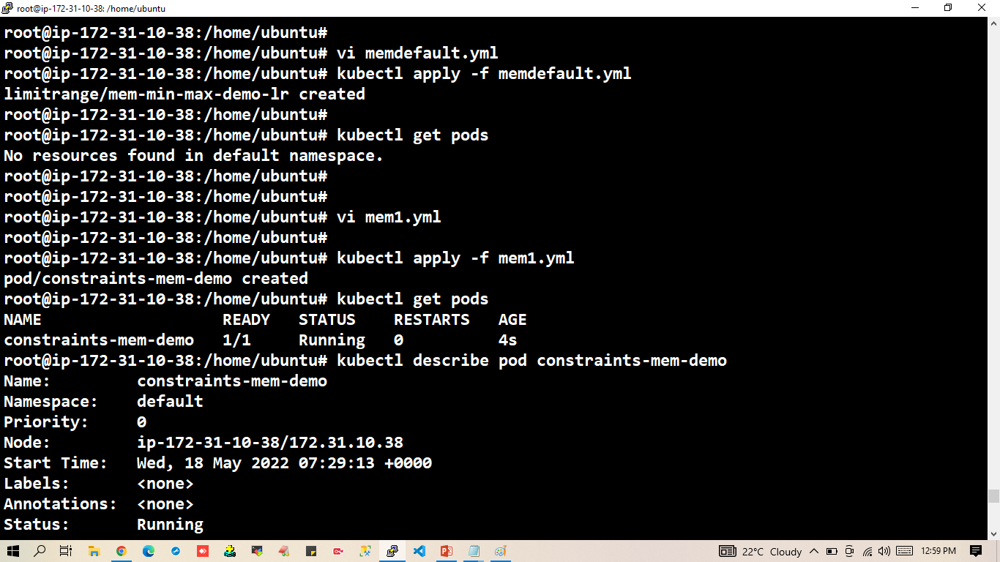 root@ip-172-31-10-38: /home/ubuntu
root@ip-172-31-10-38:/home/ubuntu#
root@ip-172-31-10-38:/home/ubuntu# vi memdefault.yml
root@ip-172-31-10-38:/home/ubuntu# kubectl apply -f memdefault.yml
limitrange/mem-min-max-demo-lr created
root@ip-172-31-10-38:/home/ubuntu#
root@ip-172-31-10-38:/home/ubuntu# kubectl get pods
No resources found in default namespace.
root@ip-172-31-10-38:/home/ubuntu#
root@ip-172-31-10-38:/home/ubuntu#
root@ip-172-31-10-38:/home/ubuntu# vi mem1.yml
root@ip-172-31-10-38:/home/ubuntu#
root@ip-172-31-10-38:/home/ubuntu# kubectl apply -f mem1.yml
pod/constraints-mem-demo created
root@ip-172-31-10-38:/home/ubuntu# kubectl get pods
NAME                   READY   STATUS    RESTARTS   AGE
constraints-mem-demo   1/1     Running   0          4s
root@ip-172-31-10-38:/home/ubuntu# kubectl describe pod constraints-mem-demo
Name:         constraints-mem-demo
Namespace:    default
Priority:     0
Node:         ip-172-31-10-38/172.31.10.38
Start Time:   Wed, 18 May 2022 07:29:13 +0000
Labels:       <none>
Annotations:  <none>
Status:       Running
22°C Cloudy
12:59 PM